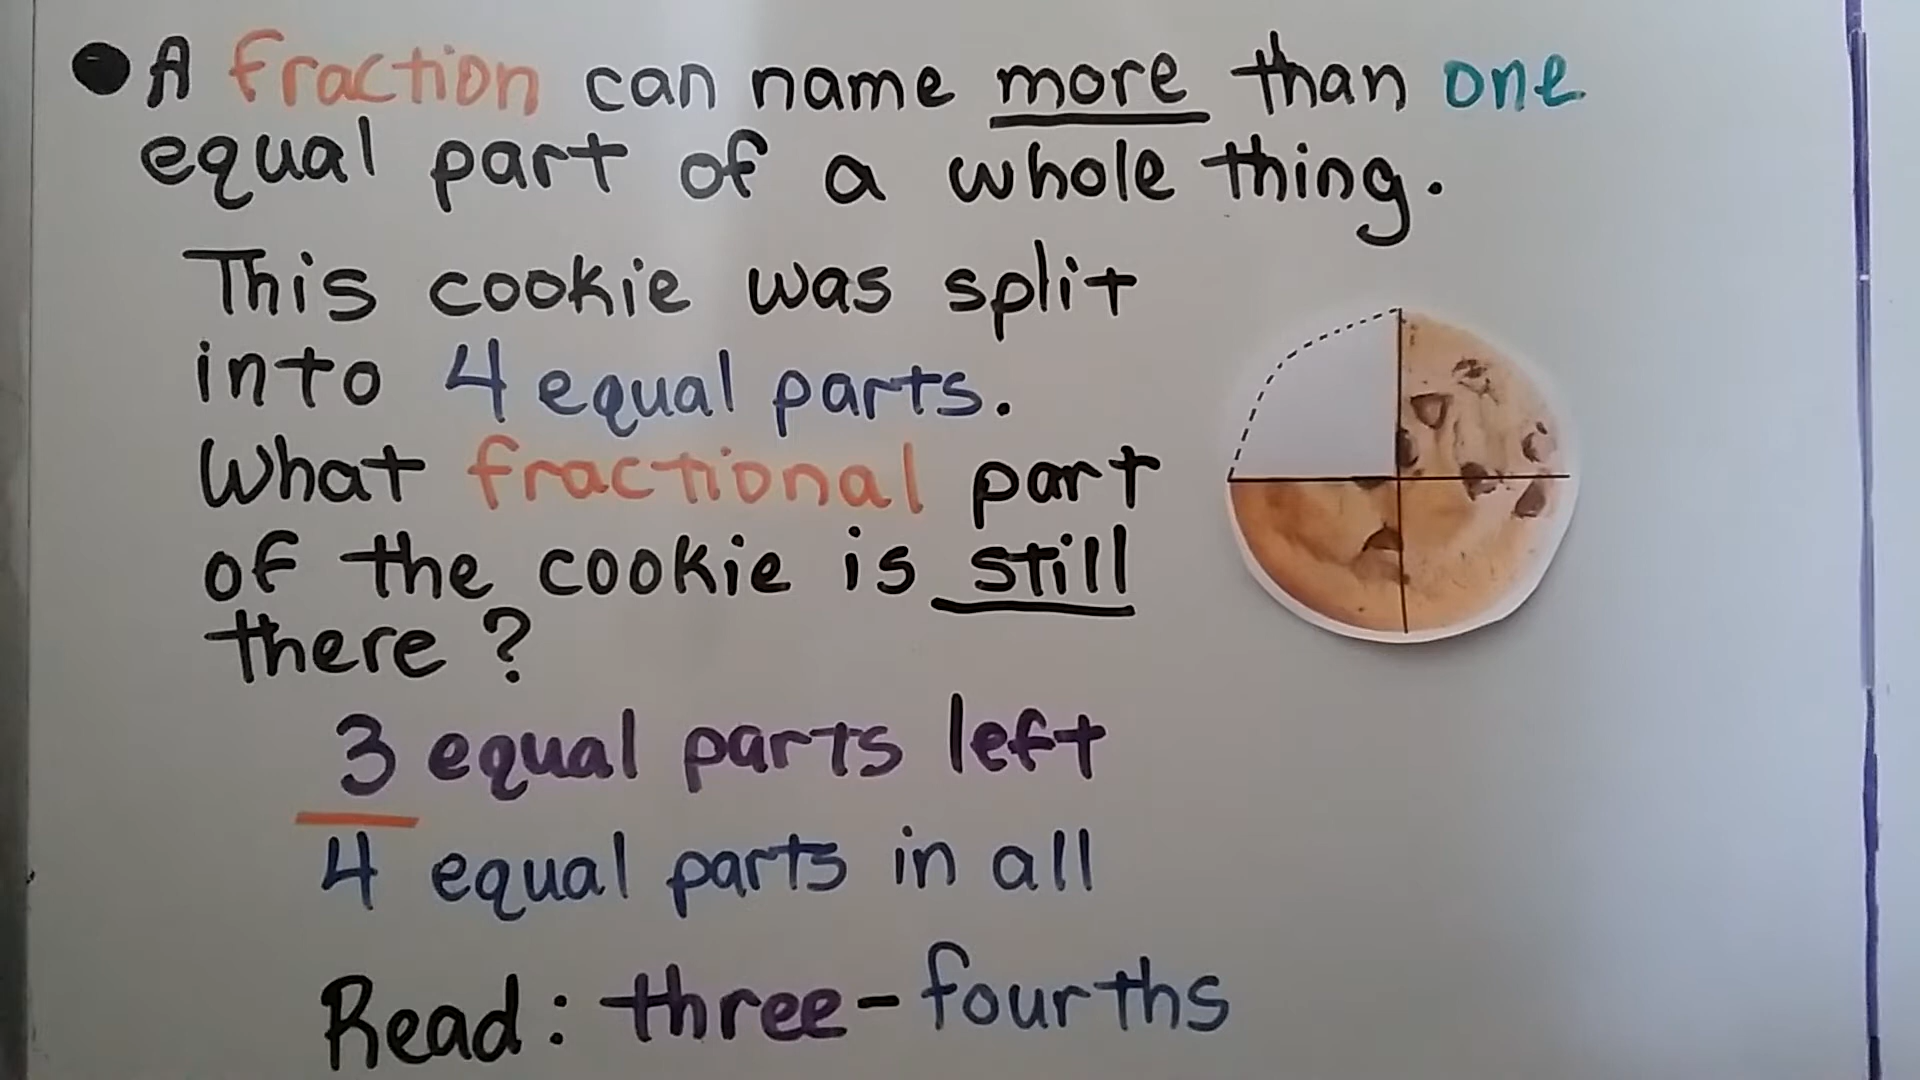 A fraction can name more than one
equal part of a whole thing.
This cookie was split
into 4 equal parts.
What fractional part
of the cookie is still
there?
3 equal parts left
4 equal parts in all
Read: three-fourths